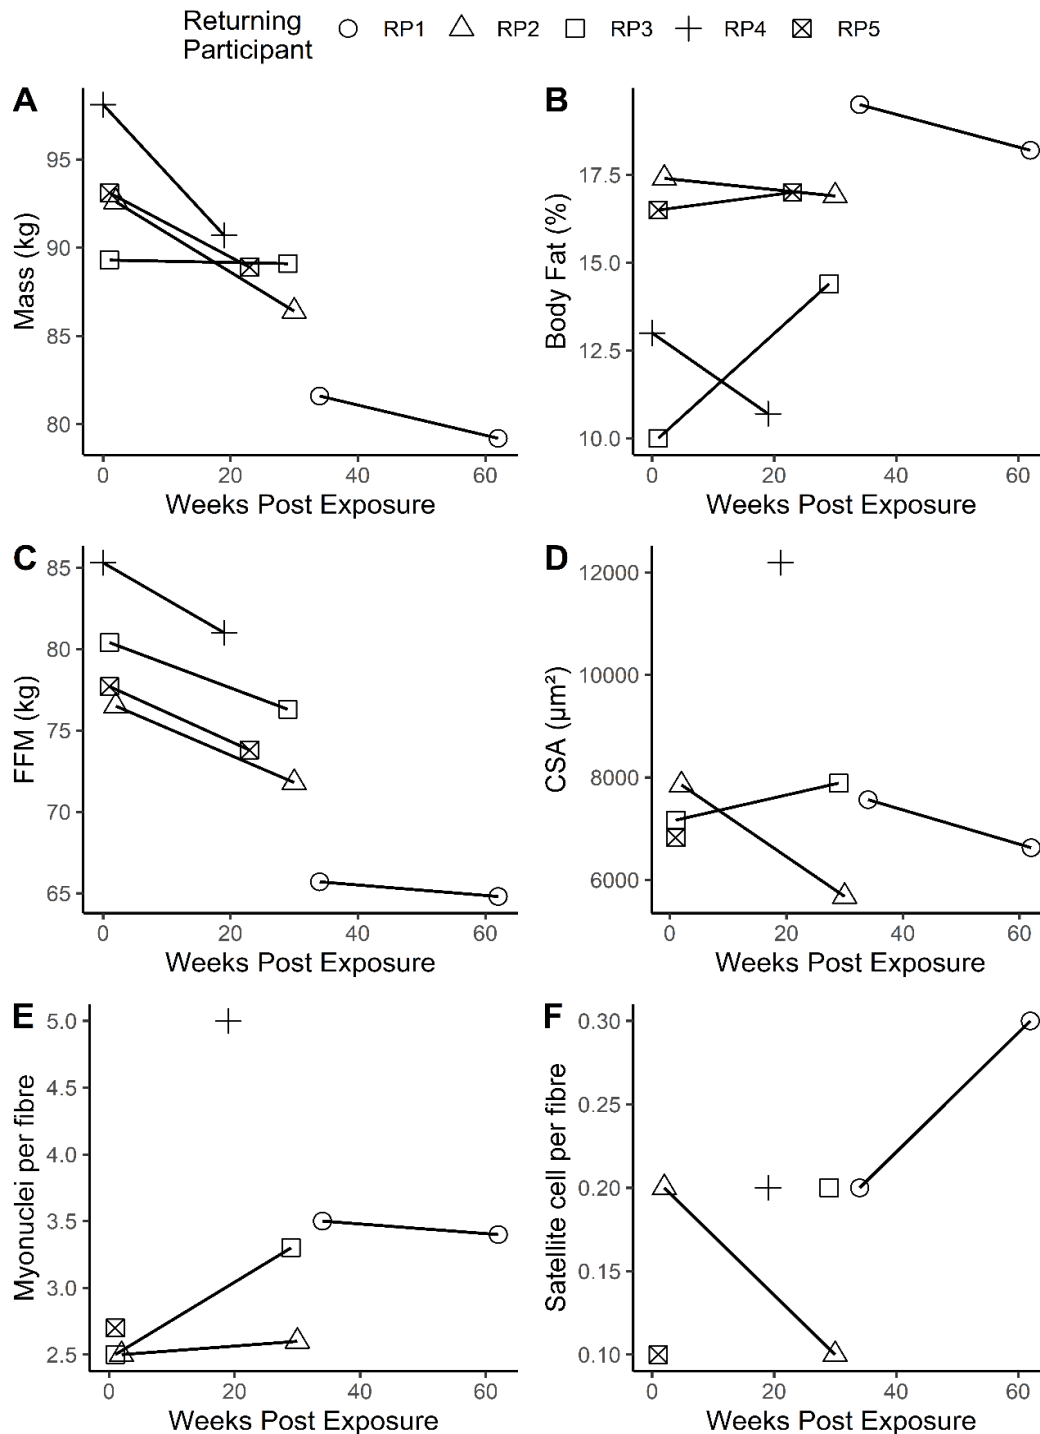 Returning
Participant
RP1 RP2 RP3 RP4 RP5
A
Mass (kg)
95
90
85
80
0 20 40 60
Weeks Post Exposure
B
Body Fat (%)
17.5
15.0
12.5
10.0
0 20 40 60
Weeks Post Exposure
C
FFM (kg)
85
80
75
70
65
0 20 40 60
Weeks Post Exposure
D
CSA (µm²)
12000
10000
8000
6000
0 20 40 60
Weeks Post Exposure
E
Myonuclei per fibre
5.0
4.5
4.0
3.5
3.0
2.5
0 20 40 60
Weeks Post Exposure
F
Satellite cell per fibre
0.30
0.25
0.20
0.15
0.10
0 20 40 60
Weeks Post Exposure